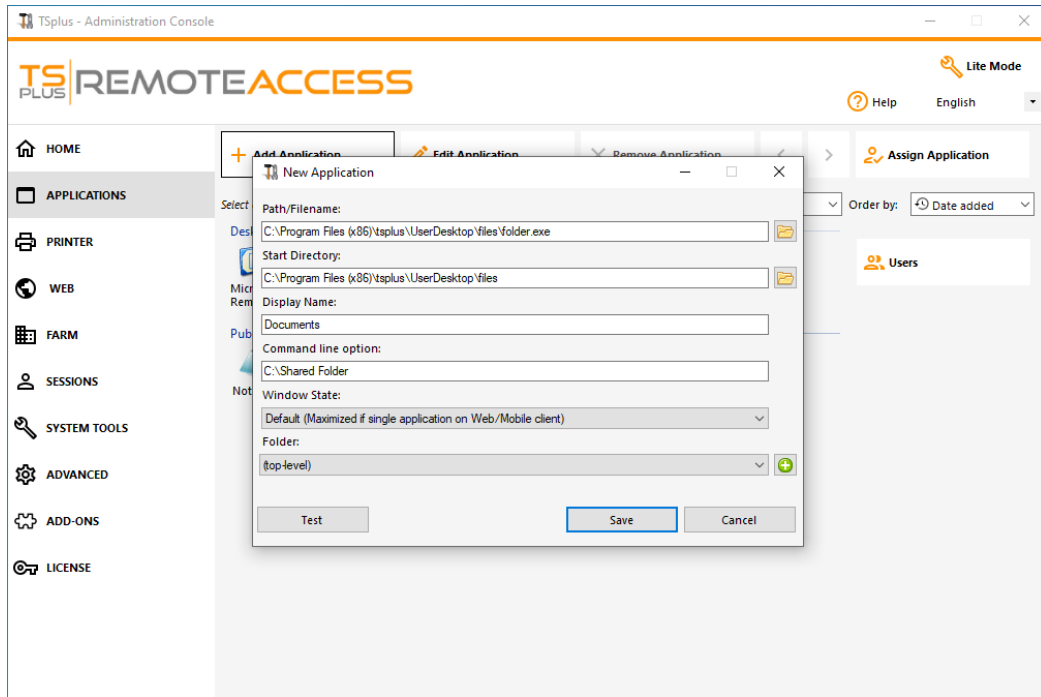 TSplus - Administration Console
TS PLUS REMOTEACCESS
Lite Mode
Help English
HOME
APPLICATIONS
PRINTER
WEB
FARM
SESSIONS
SYSTEM TOOLS
ADVANCED
ADD-ONS
LICENSE
Add Application Edit Application Remove Application Assign Application
Select
Order by: Date added
Users
New Application
Path/Filename:
C:\Program Files (x86)\tsplus\UserDesktop\files\folder.exe
Start Directory:
C:\Program Files (x86)\tsplus\UserDesktop\files
Display Name:
Documents
Command line option:
C:\Shared Folder
Window State:
Default (Maximized if single application on Web/Mobile client)
Folder:
(top-level)
Test Save Cancel